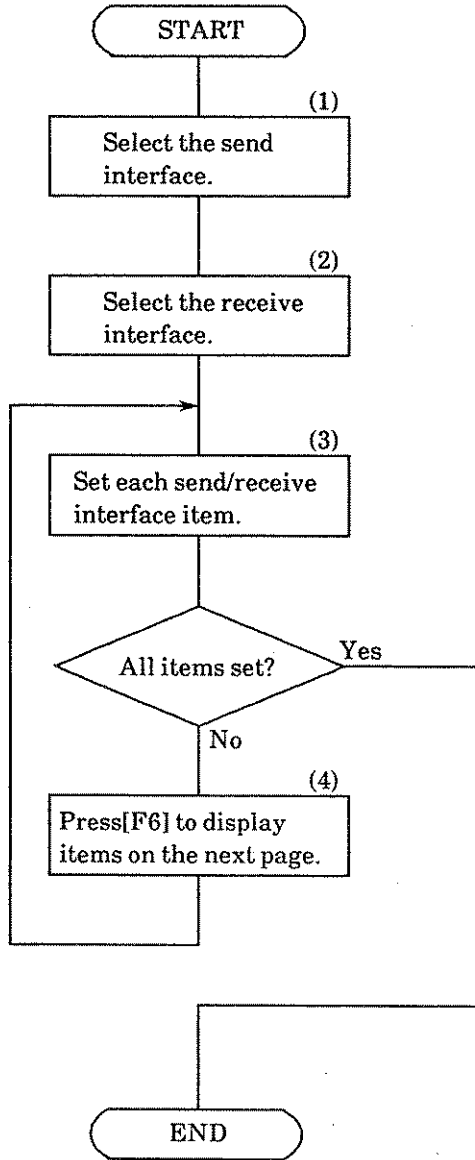 START
(1)
Select the send
interface.
(2)
Select the receive
interface.
(3)
Set each send/receive
interface item.
All items set?
Yes
No
(4)
Press[F6] to display
items on the next page.
END